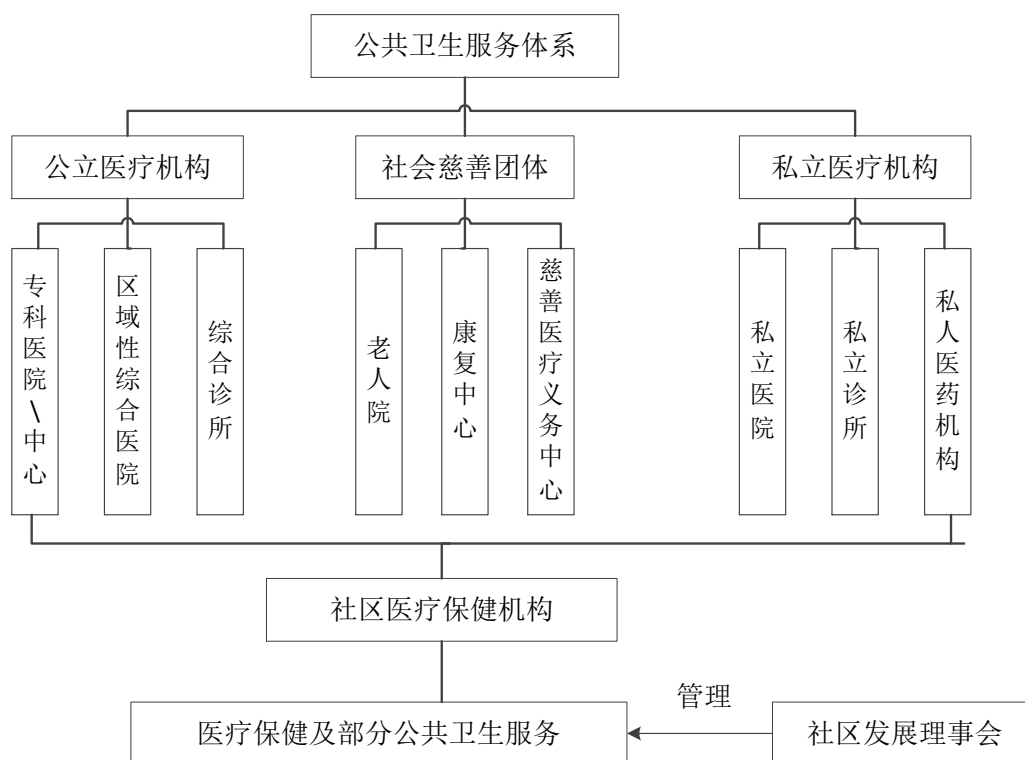 公共卫生服务体系
公立医疗机构
社会慈善团体
私立医疗机构
专科医院\中心
区域性综合医院
综合诊所
老人院
康复中心
慈善医疗义务中心
私立医院
私立诊所
私人医药机构
社区医疗保健机构
管理
医疗保健及部分公共卫生服务
社区发展理事会